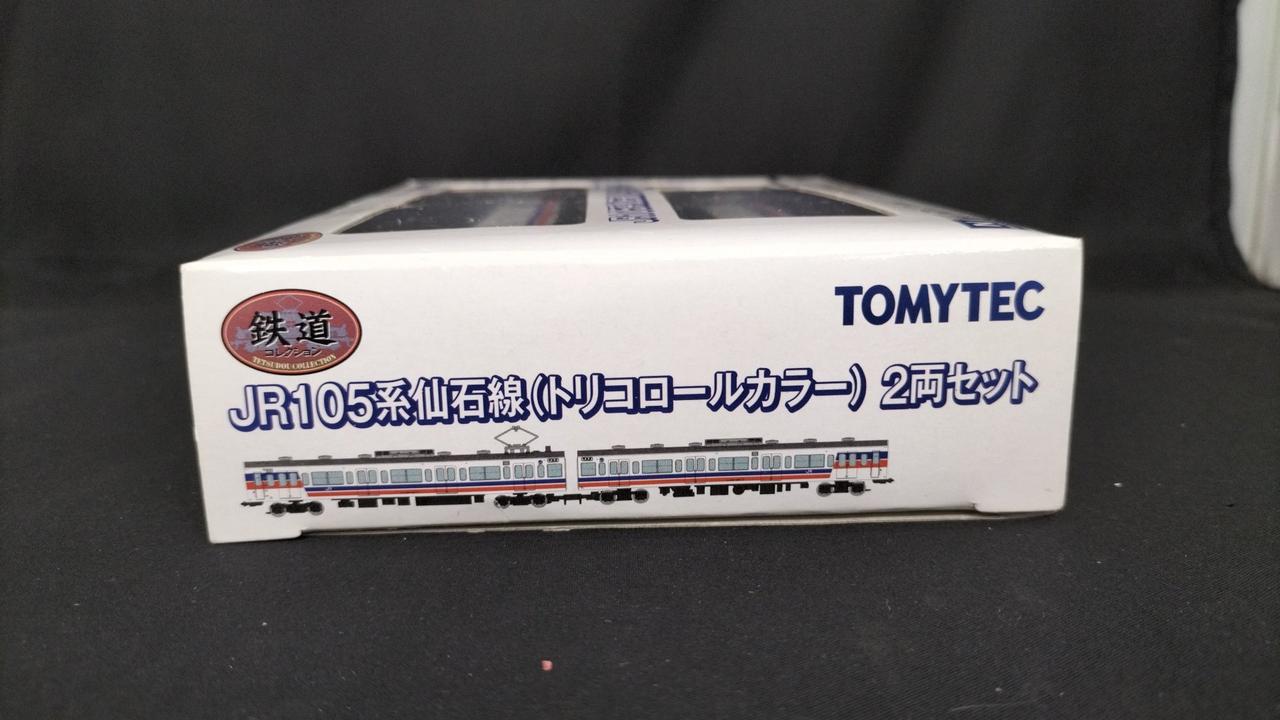 TOMYTEC
鉄道
コレクション
TETSUDOU COLLECTION
JR105系仙石線(トリコロールカラー) 2両セット